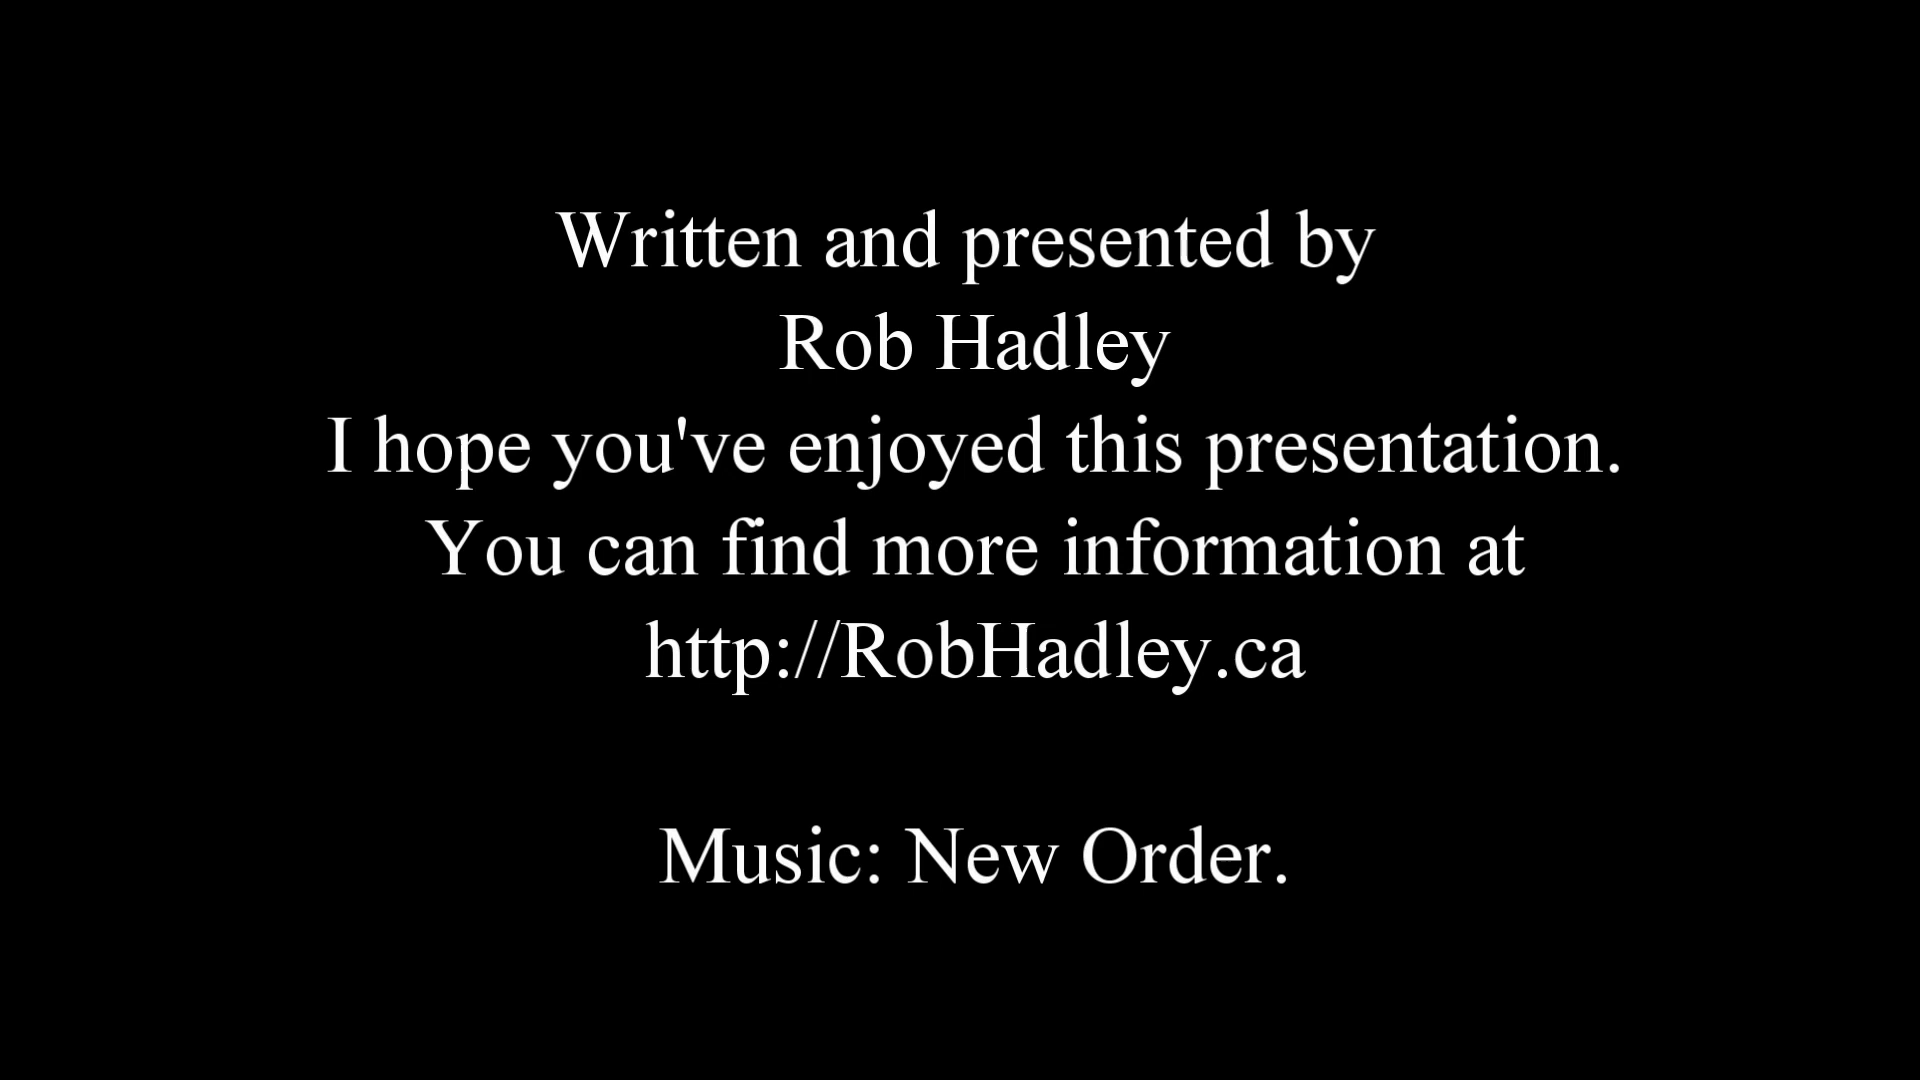 Written and presented by
Rob Hadley
I hope you've enjoyed this presentation.
You can find more information at
http://RobHadley.ca
Music: New Order.